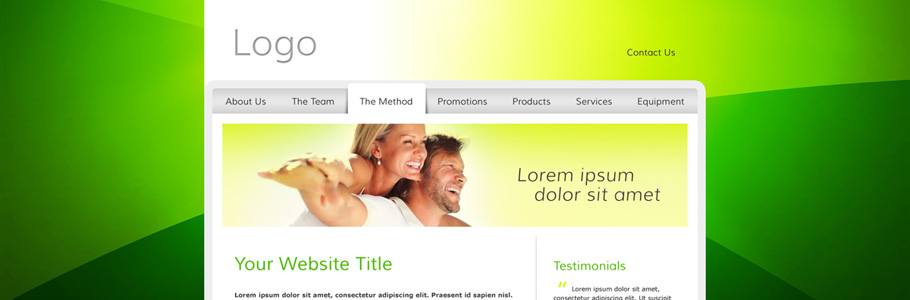 Logo
Contact Us
About Us The Team The Method Promotions Products Services Equipment
Lorem ipsum
dolor sit amet
Your Website Title
Lorem ipsum dolor sit amet, consectetur adipiscing elit. Praesent id sapien nisl.
Testimonials
“ Lorem ipsum dolor sit amet,
consectetur adipiscing elit. Ut suscipit